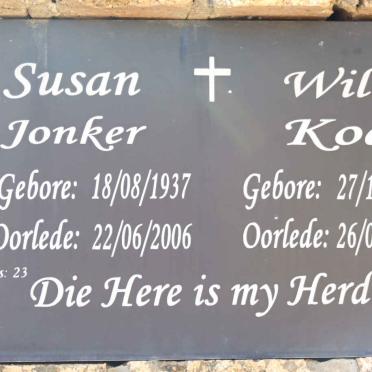 Susan Wil
Jonker
Gebore: 18/08/1937 Gebore: 27/1
Oorlede: 22/06/2006 Oorlede: 26/0
s: 23 Die Here is my Herd